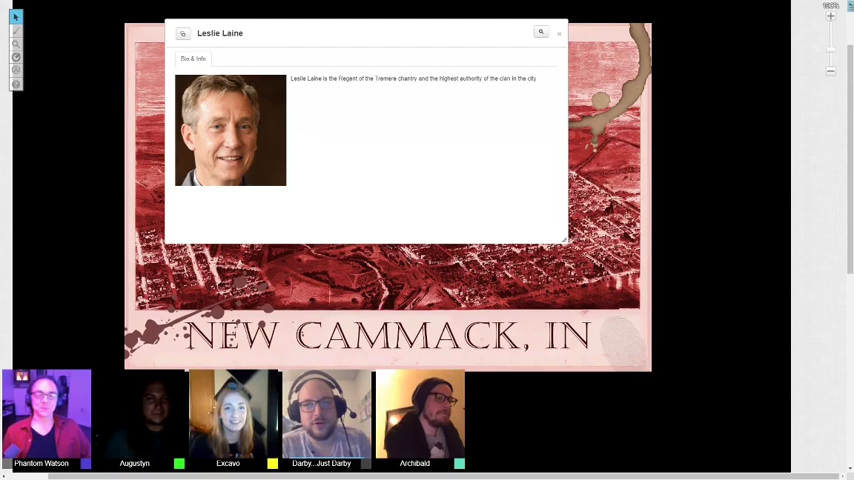 Leslie Laine
Bio & Info
Leslie Laine is the Regent of the Tremere chantry and the highest authority of the clan in the city
NEW CAMMACK, IN
Phantom Watson
Augustyn
Excavo
Darby...Just Darby
Archibald